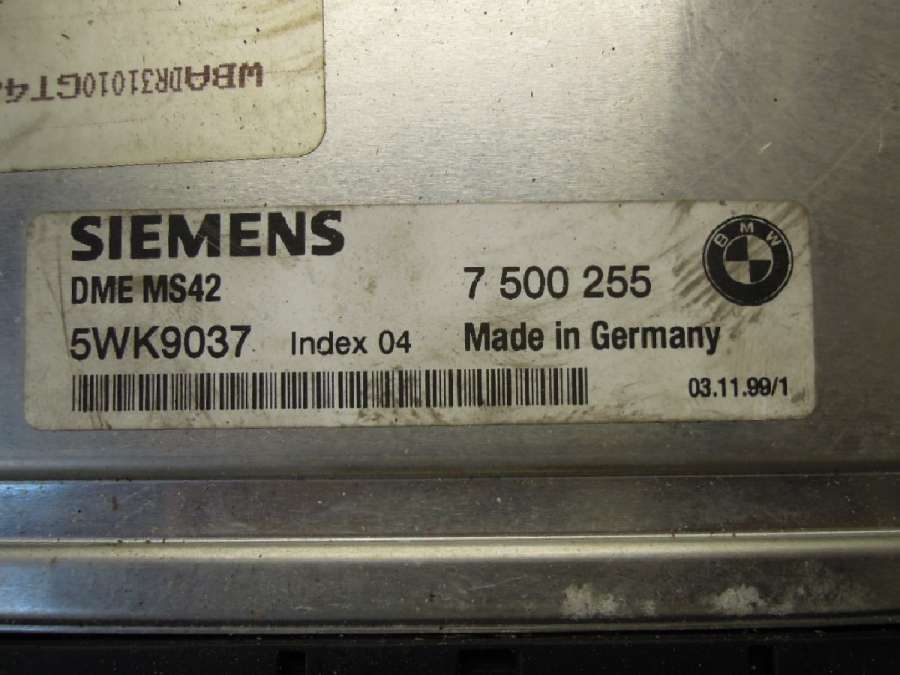 WBADR31010GT4
SIEMENS
BMW
DME MS42 7 500 255
5WK9037 Index 04 Made in Germany
03.11.99/1